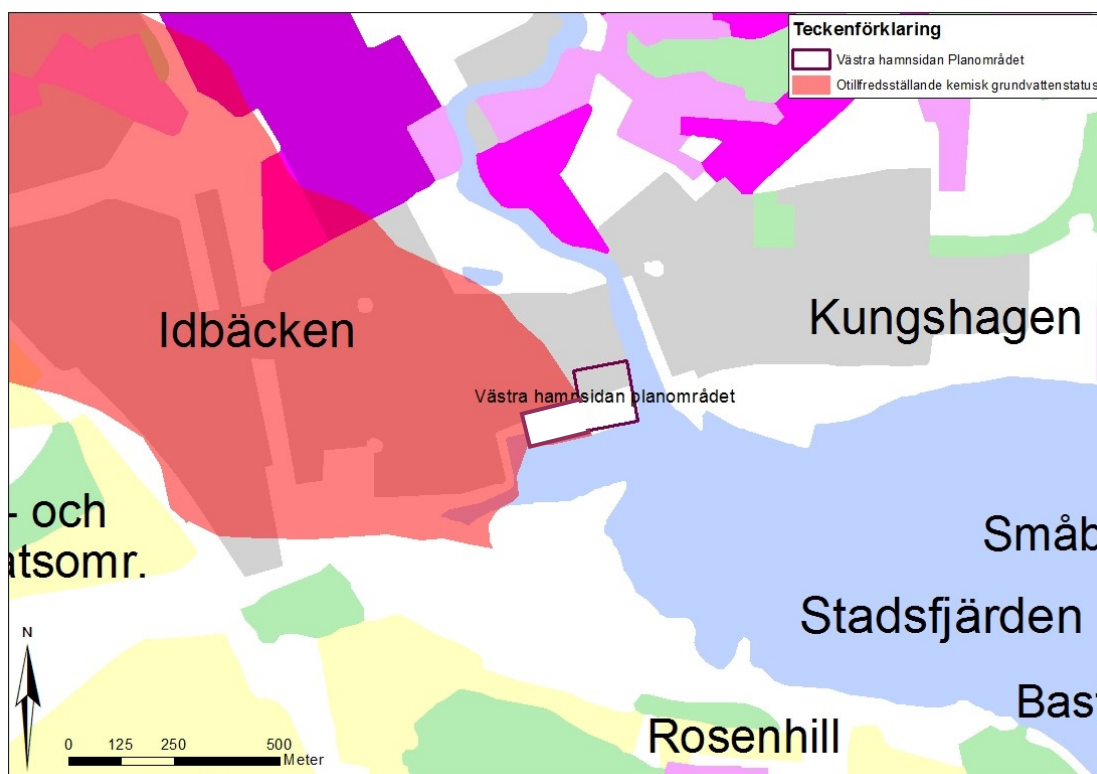 Teckenförklaring
Västra hamnsidan Planområdet
Otillfredsställande kemisk grundvattenstatus
Idbäcken
Kungshagen
Västra hamnsidan planområdet
- och
atsomr.
Småb
Stadsfjärden
Bast
Rosenhill
N
0 125 250 500
Meter